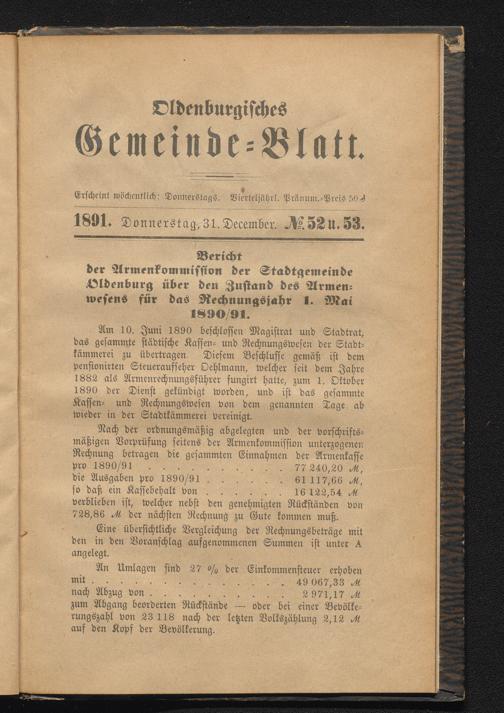 Oldenburgisches
Gemeinde-Blatt.
Erscheint wöchentlich: Donnerstags. Vierteljährl. Pränum.-Preis 50 ₰
1891. Donnerstag, 31. December. №. 52 u. 53.
Bericht
der Armenkommission der Stadtgemeinde
Oldenburg über den Zustand des Armen-
wesens für das Rechnungsjahr 1. Mai
1890/91.
Am 10. Juni 1890 beschlossen Magistrat und Stadtrat,
das gesammte städtische Kassen- und Rechnungswesen der Stadt-
kämmerei zu übertragen. Diesem Beschlusse gemäß ist dem
pensionirten Steueraufseher Oehlmann, welcher seit dem Jahre
1882 als Armenrechnungsführer fungirt hatte, zum 1. Oktober
1890 der Dienst gekündigt worden, und ist das gesammte
Kassen- und Rechnungswesen von dem genannten Tage ab
wieder in der Stadtkämmerei vereinigt.
Nach der ordnungsmäßig abgelegten und der vorschrifts-
mäßigen Vorprüfung seitens der Armenkommission unterzogenen
Rechnung betragen die gesammten Einnahmen der Armenkasse
pro 1890/91 . . . . . . . . . . 77 240,20 ℳ,
die Ausgaben pro 1890/91 . . . . . . 61 117,66 ℳ,
so daß ein Kassebehalt von . . . . . . 16 122,54 ℳ
verblieben ist, welcher nebst den genehmigten Rückständen von
728,86 ℳ der nächsten Rechnung zu Gute kommen muß.
Eine übersichtliche Vergleichung der Rechnungsbeträge mit
den in den Voranschlag aufgenommenen Summen ist unter A
angelegt.
An Umlagen sind 27 % der Einkommensteuer erhoben
mit . . . . . . . . . . . . . . 49 067,33 ℳ
nach Abzug von . . . . . . . . . . 2 971,17 ℳ
zum Abgang beorderten Rückstände — oder bei einer Bevölke-
rungszahl von 23 118 nach der letzten Volkszählung 2,12 ℳ
auf den Kopf der Bevölkerung.